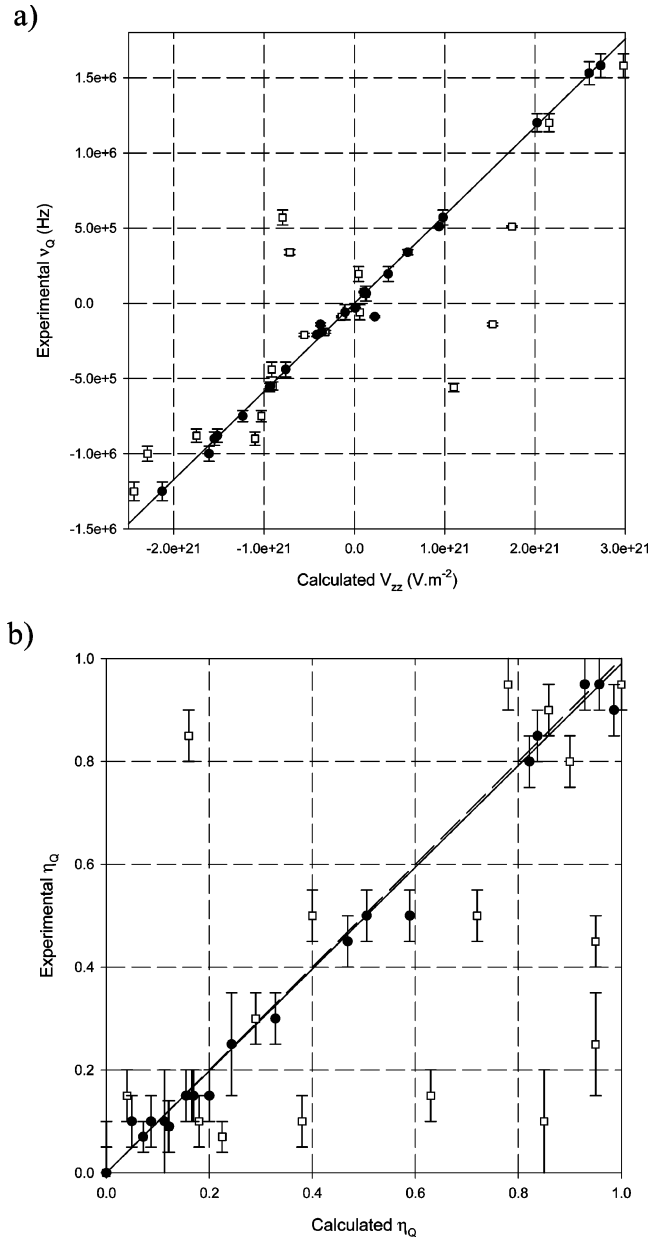 a)
1.5e+6
1.0e+6
5.0e+5
0.0
-5.0e+5
-1.0e+6
-1.5e+6
Experimental νQ (Hz)
-2.0e+21 -1.0e+21 0.0 1.0e+21 2.0e+21 3.0e+21
Calculated Vzz (V.m-2)
b)
1.0
0.8
0.6
0.4
0.2
0.0
Experimental ηQ
0.0 0.2 0.4 0.6 0.8 1.0
Calculated ηQ